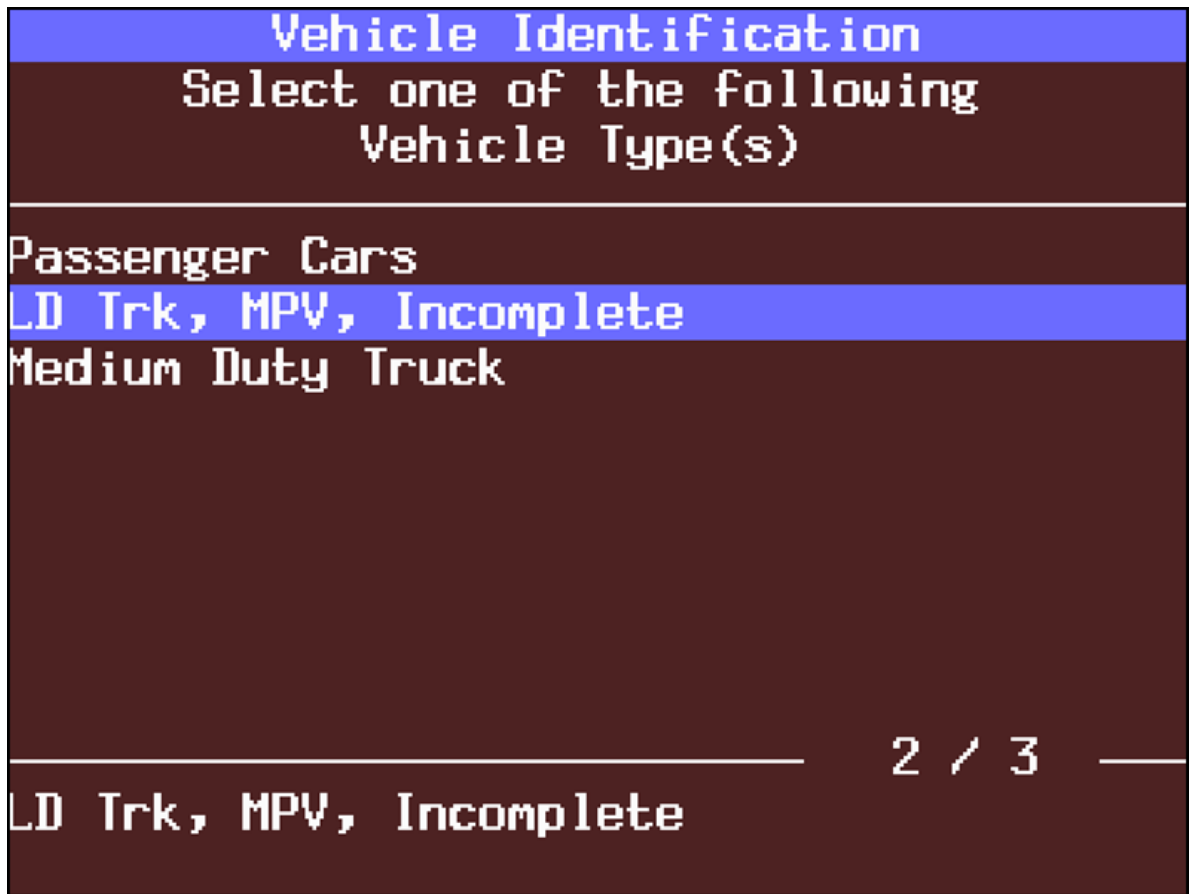 Vehicle Identification
Select one of the following
Vehicle Type(s)
Passenger Cars
LD Trk, MPV, Incomplete
Medium Duty Truck
2 / 3
LD Trk, MPV, Incomplete